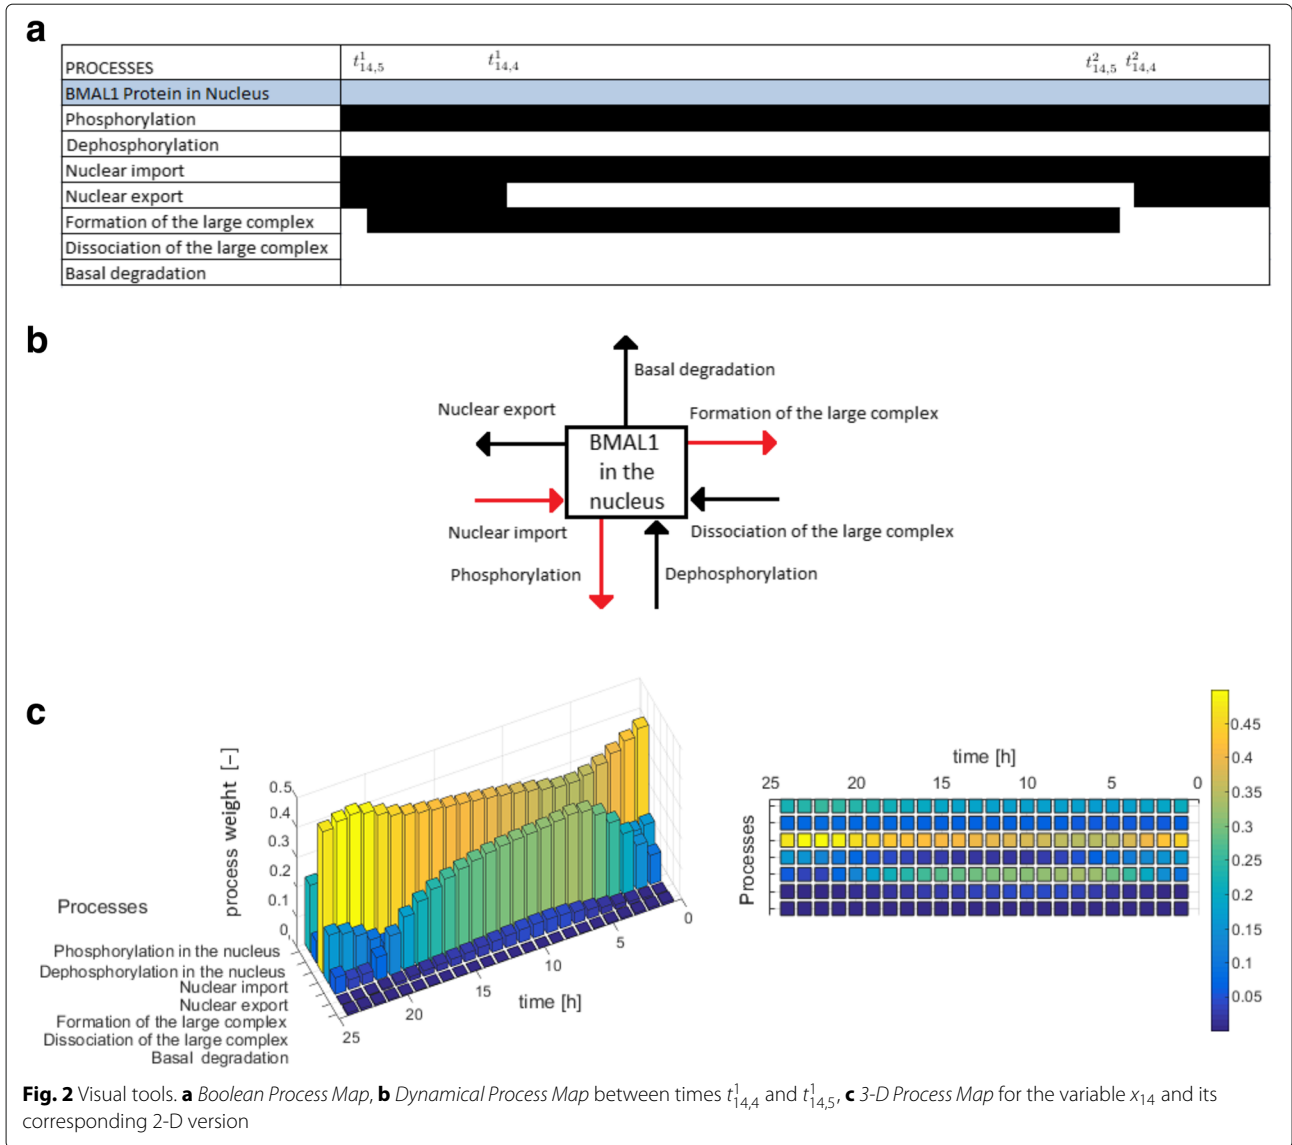 a
PROCESSES t¹₁₄,₅ t¹₁₄,₄ t²₁₄,₅ t²₁₄,₄
BMAL1 Protein in Nucleus
Phosphorylation
Dephosphorylation
Nuclear import
Nuclear export
Formation of the large complex
Dissociation of the large complex
Basal degradation
b
Basal degradation
Nuclear export
Formation of the large complex
BMAL1
in the
nucleus
Nuclear import
Dissociation of the large complex
Phosphorylation
Dephosphorylation
c
process weight [–]
0.5
0.4
0.3
0.2
0.1
0
Processes
Phosphorylation in the nucleus
Dephosphorylation in the nucleus
Nuclear import
Nuclear export
Formation of the large complex
Dissociation of the large complex
Basal degradation
25
20
15
10
5
0
time [h]
time [h]
25 20 15 10 5 0
Processes
0.45
0.4
0.35
0.3
0.25
0.2
0.15
0.1
0.05
Fig. 2 Visual tools. a Boolean Process Map, b Dynamical Process Map between times t¹₁₄,₄ and t¹₁₄,₅, c 3-D Process Map for the variable x₁₄ and its
corresponding 2-D version